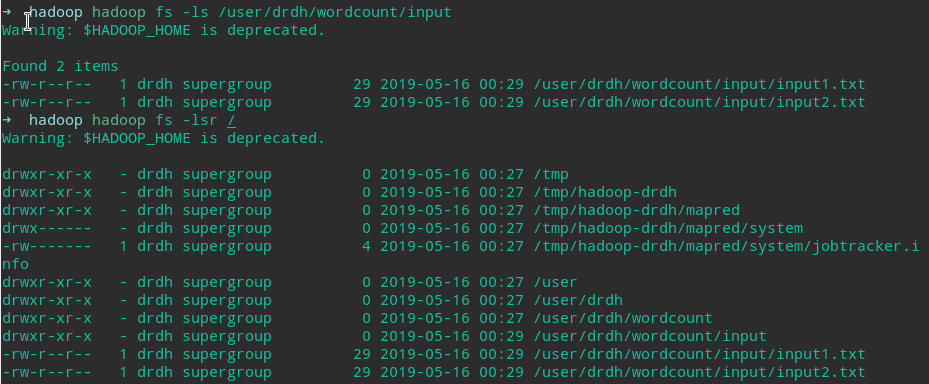 →  hadoop hadoop fs -ls /user/drdh/wordcount/input
Warning: $HADOOP_HOME is deprecated.
Found 2 items
-rw-r--r--   1 drdh supergroup         29 2019-05-16 00:29 /user/drdh/wordcount/input/input1.txt
-rw-r--r--   1 drdh supergroup         29 2019-05-16 00:29 /user/drdh/wordcount/input/input2.txt
→  hadoop hadoop fs -lsr /
Warning: $HADOOP_HOME is deprecated.
drwxr-xr-x   - drdh supergroup          0 2019-05-16 00:27 /tmp
drwxr-xr-x   - drdh supergroup          0 2019-05-16 00:27 /tmp/hadoop-drdh
drwxr-xr-x   - drdh supergroup          0 2019-05-16 00:27 /tmp/hadoop-drdh/mapred
drwx------   - drdh supergroup          0 2019-05-16 00:27 /tmp/hadoop-drdh/mapred/system
-rw-------   1 drdh supergroup          4 2019-05-16 00:27 /tmp/hadoop-drdh/mapred/system/jobtracker.i
nfo
drwxr-xr-x   - drdh supergroup          0 2019-05-16 00:27 /user
drwxr-xr-x   - drdh supergroup          0 2019-05-16 00:27 /user/drdh
drwxr-xr-x   - drdh supergroup          0 2019-05-16 00:27 /user/drdh/wordcount
drwxr-xr-x   - drdh supergroup          0 2019-05-16 00:29 /user/drdh/wordcount/input
-rw-r--r--   1 drdh supergroup         29 2019-05-16 00:29 /user/drdh/wordcount/input/input1.txt
-rw-r--r--   1 drdh supergroup         29 2019-05-16 00:29 /user/drdh/wordcount/input/input2.txt